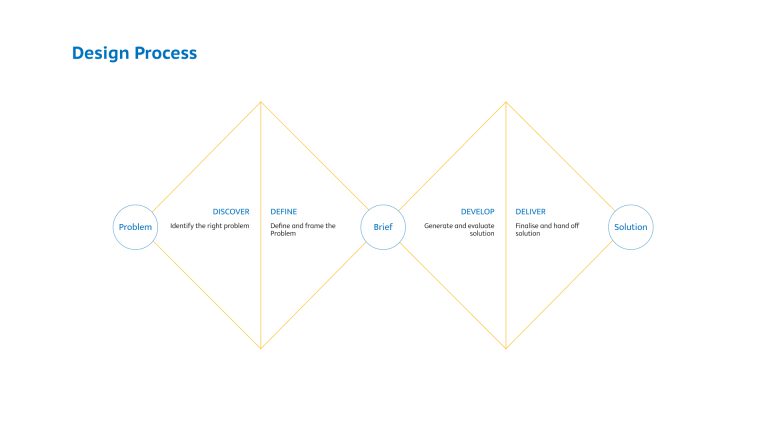 Design Process
DISCOVER
Identify the right problem
DEFINE
Define and frame the
Problem
DEVELOP
Generate and evaluate
solution
DELIVER
Finalise and hand off
solution
Problem
Brief
Solution